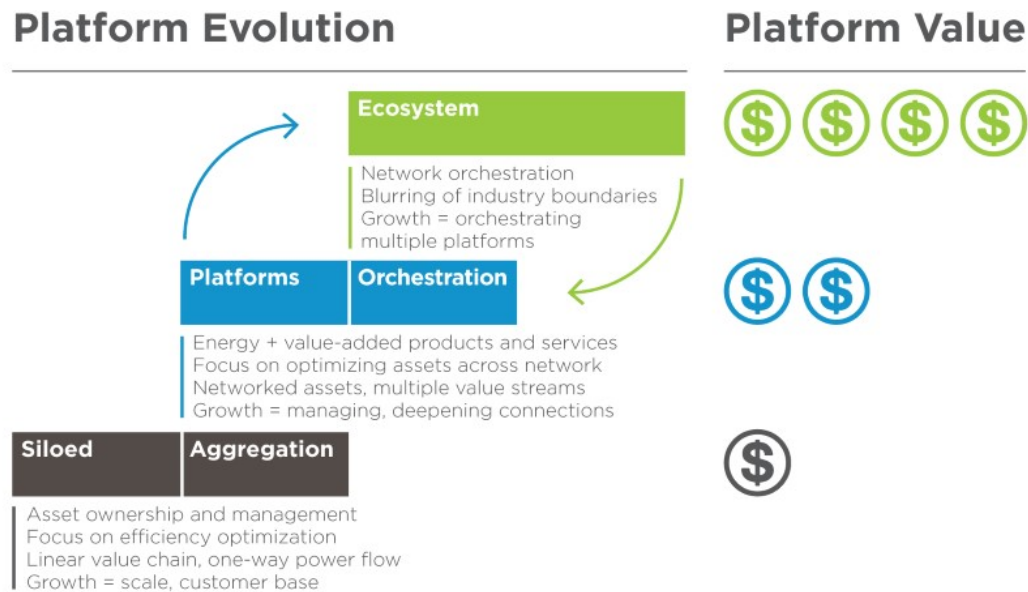 Platform Evolution
Platform Value
Ecosystem
$ $ $ $
Network orchestration
Blurring of industry boundaries
Growth = orchestrating
multiple platforms
Platforms
Orchestration
$ $
Energy + value-added products and services
Focus on optimizing assets across network
Networked assets, multiple value streams
Growth = managing, deepening connections
Siloed
Aggregation
$
Asset ownership and management
Focus on efficiency optimization
Linear value chain, one-way power flow
Growth = scale, customer base